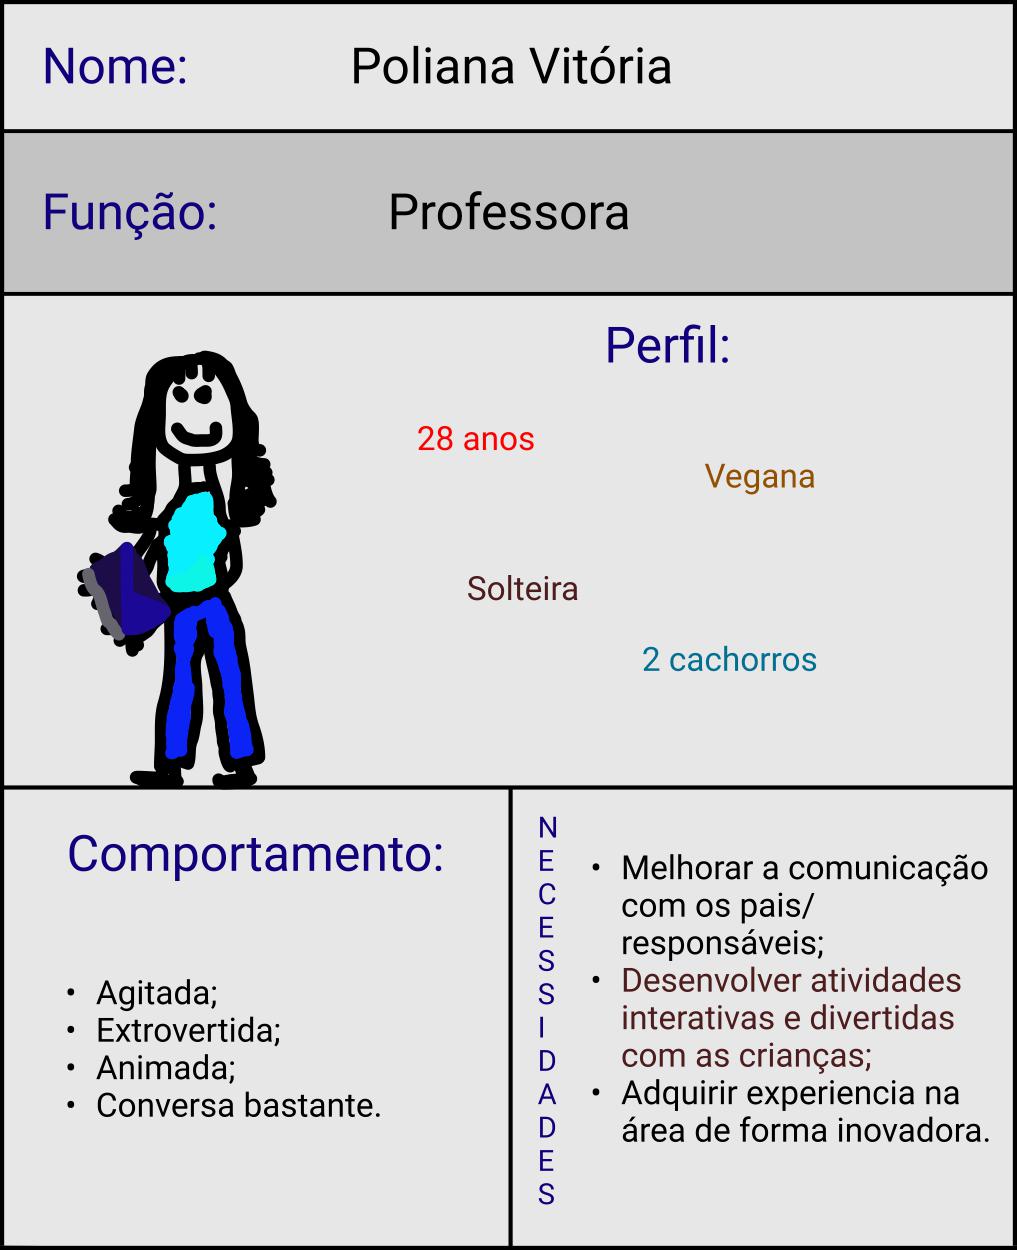 Nome: Poliana Vitória
Função: Professora
Perfil:
28 anos
Vegana
Solteira
2 cachorros
Comportamento:
• Agitada;
• Extrovertida;
• Animada;
• Conversa bastante.
NECESSIDADES
• Melhorar a comunicação
com os pais/
responsáveis;
• Desenvolver atividades
interativas e divertidas
com as crianças;
• Adquirir experiencia na
área de forma inovadora.